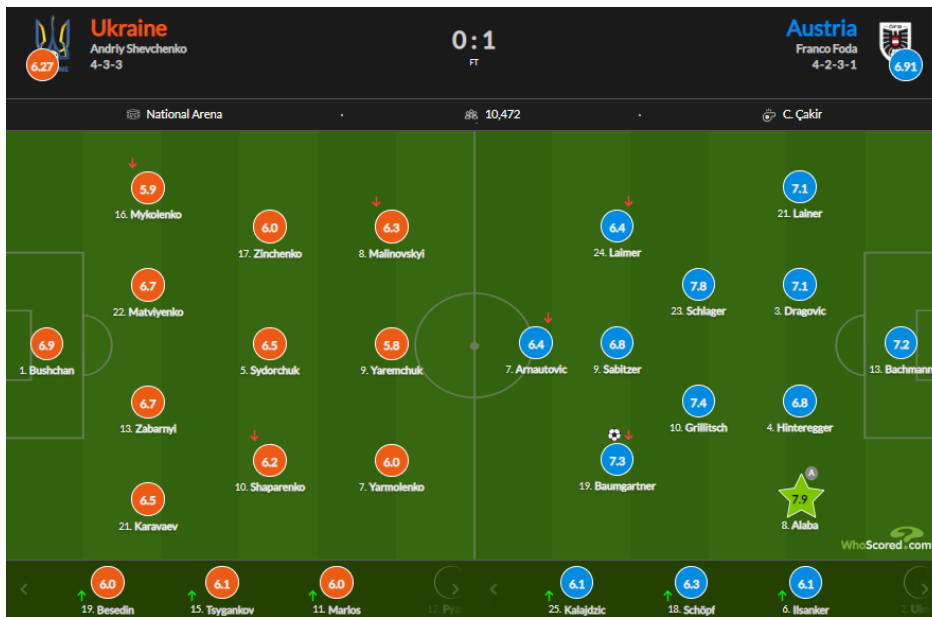 Ukraine
Andriy Shevchenko
4-3-3
6.27
0 : 1
FT
Austria
Franco Foda
4-2-3-1
6.91
National Arena
10,472
C. Çakir
5.9
16. Mykolenko
6.0
17. Zinchenko
6.3
8. Malinovskyi
6.4
24. Laimer
7.1
21. Lainer
6.7
22. Matviyenko
7.8
23. Schlager
7.1
3. Dragovic
6.9
1. Bushchan
6.5
5. Sydorchuk
5.8
9. Yaremchuk
6.4
7. Arnautovic
6.8
9. Sabitzer
7.2
13. Bachmann
6.7
13. Zabarnyi
7.4
10. Grillitsch
6.8
4. Hinteregger
6.2
10. Shaparenko
6.0
7. Yarmolenko
7.3
19. Baumgartner
6.5
21. Karavaev
A
7.9
8. Alaba
WhoScored.com
6.0
19. Besedin
6.1
15. Tsygankov
6.0
11. Marlos
12.
6.1
25. Kalajdzic
6.3
18. Schöpf
6.1
6. Ilsanker